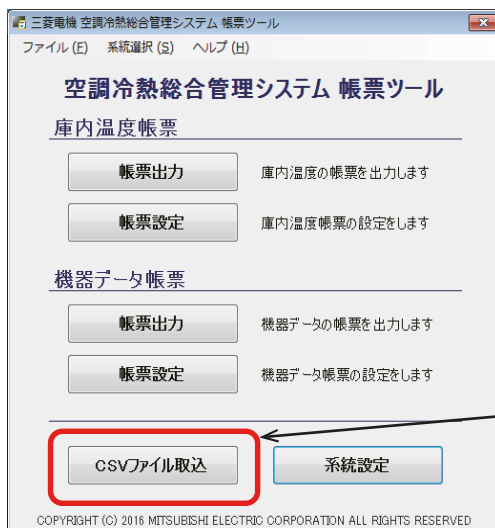 三菱電機 空調冷熱総合管理システム 帳票ツール
ファイル(F) 系統選択(S) ヘルプ(H)
空調冷熱総合管理システム 帳票ツール
庫内温度帳票
帳票出力 庫内温度の帳票を出力します
帳票設定 庫内温度帳票の設定をします
機器データ帳票
帳票出力 機器データの帳票を出力します
帳票設定 機器データ帳票の設定をします
CSVファイル取込 系統設定
COPYRIGHT (C) 2016 MITSUBISHI ELECTRIC CORPORATION ALL RIGHTS RESERVED